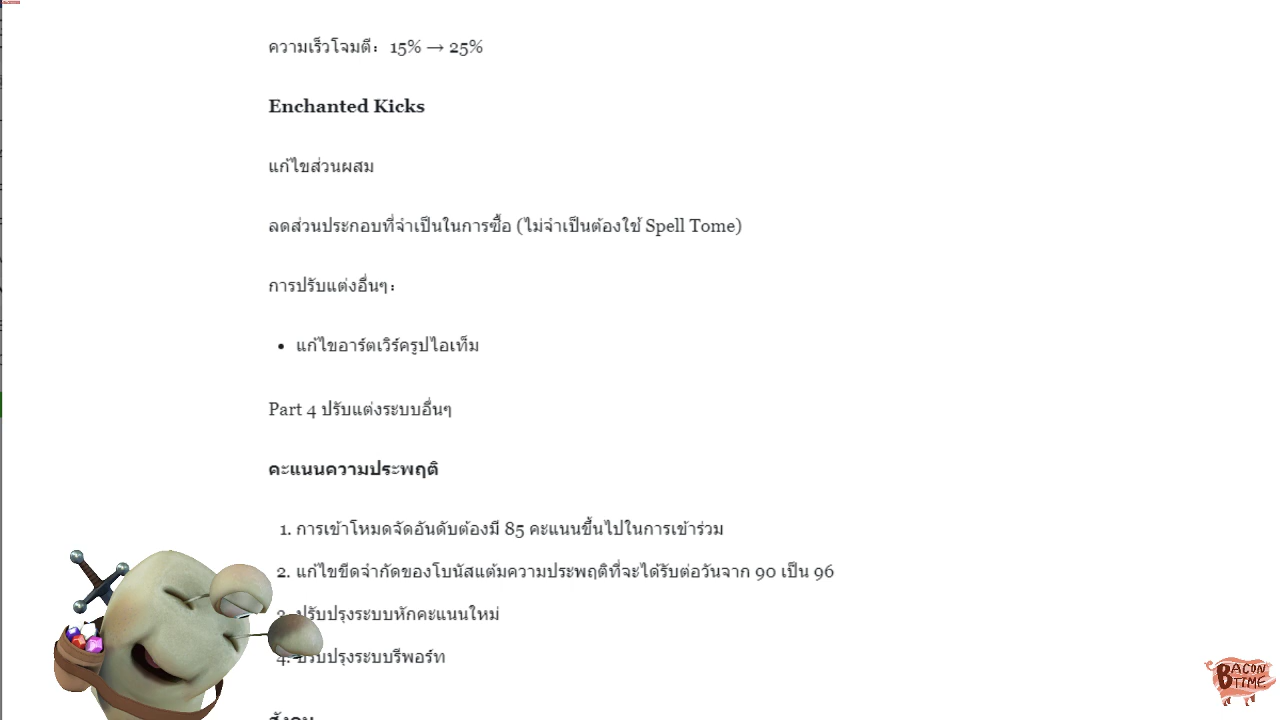 ความเร็วโจมตี: 15% → 25%
Enchanted Kicks
แก้ไขส่วนผสม
ลดส่วนประกอบที่จำเป็นในการซื้อ (ไม่จำเป็นต้องใช้ Spell Tome)
การปรับแต่งอื่นๆ:
• แก้ไขอาร์ตเวิร์ครูปไอเท็ม
Part 4 ปรับแต่งระบบอื่นๆ
คะแนนความประพฤติ
1. การเข้าโหมดจัดอันดับต้องมี 85 คะแนนขึ้นไปในการเข้าร่วม
2. แก้ไขขีดจำกัดของโบนัสแต้มความประพฤติที่จะได้รับต่อวันจาก 90 เป็น 96
3. ปรับปรุงระบบหักคะแนนใหม่
4. ปรับปรุงระบบรีพอร์ท
BACON
TIME